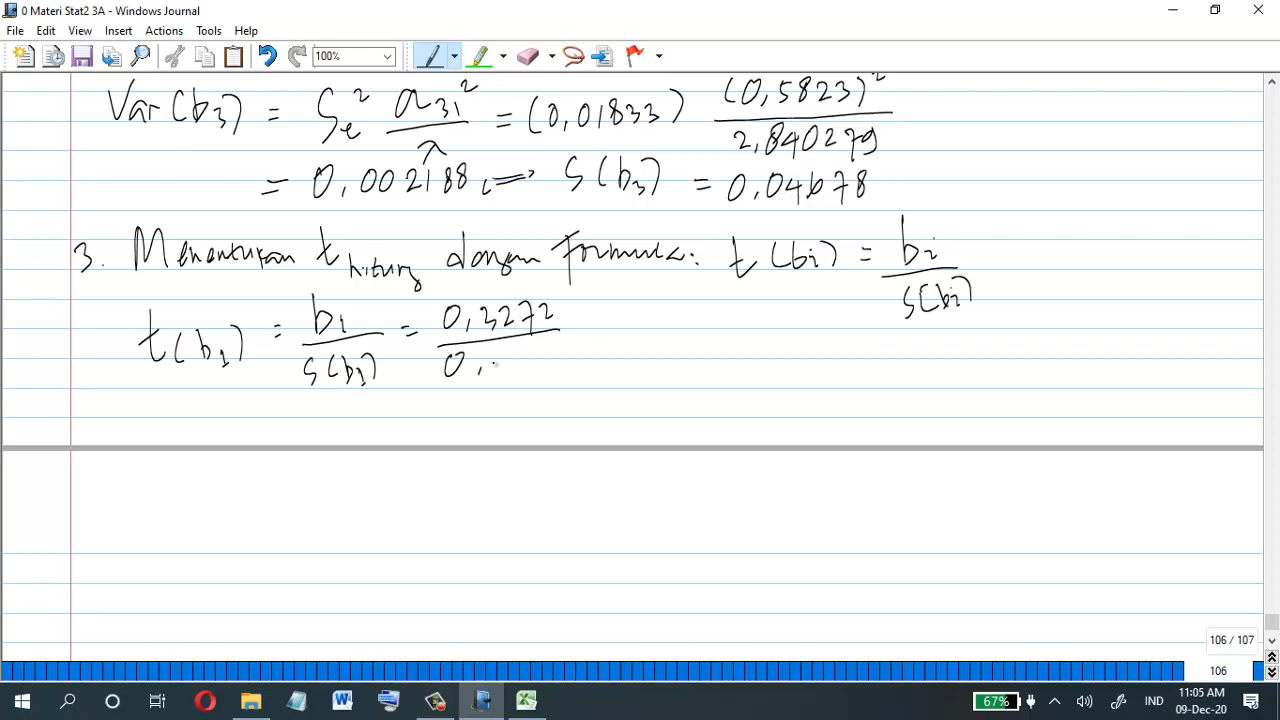 0 Materi Stat2 3A - Windows Journal
File Edit View Insert Actions Tools Help
100%
Var(b3) = Se² a31² / λ = (0,01833) (0,5823)² / 2,840279
= 0,002188 ⟹ S(b3) = 0,04678
3. Menentukan t hitung dengan formula: t(bi) = bi / S(bi)
t(b1) = b1 / S(b1) = 0,3272 / 0,
106 / 107
106
67%
IND
11:05 AM
09-Dec-20